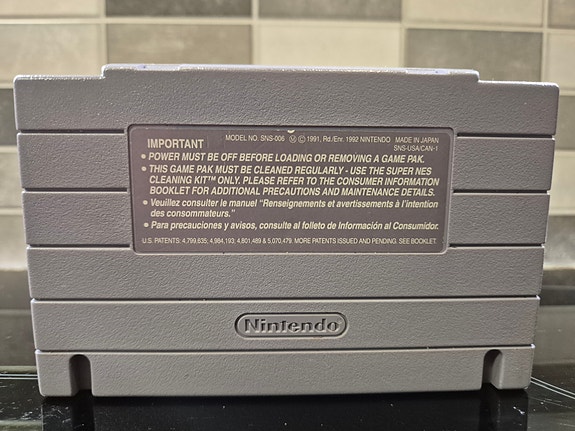 IMPORTANT
MODEL NO. SNS-006 Ⓜ © 1991, Rd./Enr. 1992 NINTENDO MADE IN JAPAN
SNS-USA/CAN-1
• POWER MUST BE OFF BEFORE LOADING OR REMOVING A GAME PAK.
• THIS GAME PAK MUST BE CLEANED REGULARLY - USE THE SUPER NES
CLEANING KIT™ ONLY. PLEASE REFER TO THE CONSUMER INFORMATION
BOOKLET FOR ADDITIONAL PRECAUTIONS AND MAINTENANCE DETAILS.
• Veuillez consulter le manuel "Renseignements et avertissements à l'intention
des consommateurs."
• Para precauciones y avisos, consulte al folleto de Información al Consumidor.
U.S. PATENTS: 4,799,635; 4,984,193; 4,801,489 & 5,070,479. MORE PATENTS ISSUED AND PENDING. SEE BOOKLET.
Nintendo